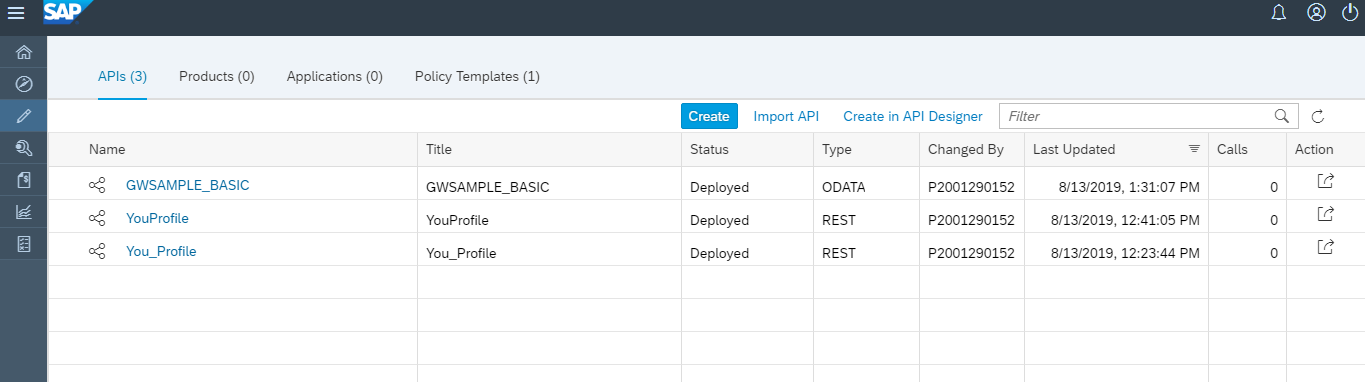 SAP
APIs (3) Products (0) Applications (0) Policy Templates (1)
Create Import API Create in API Designer Filter
Name Title Status Type Changed By Last Updated Calls Action
GWSAMPLE_BASIC GWSAMPLE_BASIC Deployed ODATA P2001290152 8/13/2019, 1:31:07 PM 0
YouProfile YouProfile Deployed REST P2001290152 8/13/2019, 12:41:05 PM 0
You_Profile You_Profile Deployed REST P2001290152 8/13/2019, 12:23:44 PM 0